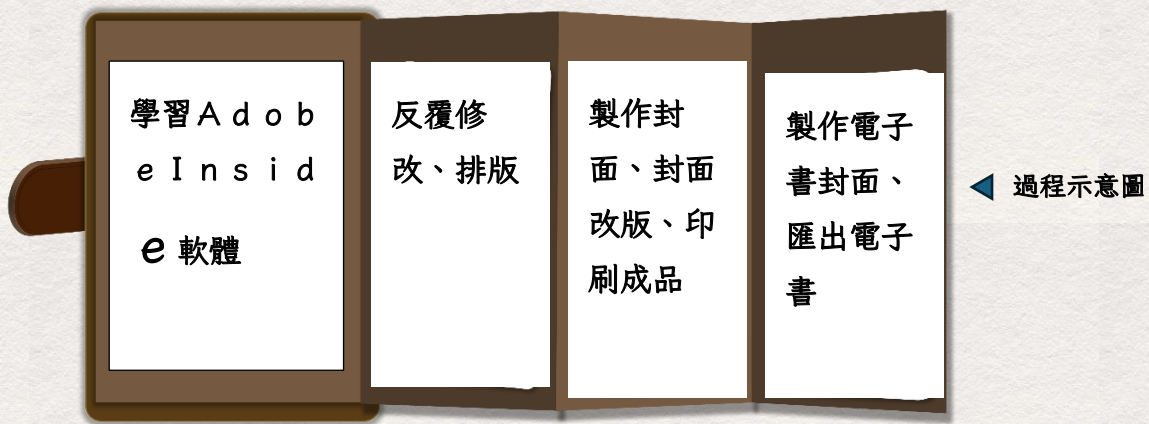 學習Ａｄｏｂ
ｅＩｎｓｉｄ
ｅ軟體
反覆修
改、排版
製作封
面、封面
改版、印
刷成品
製作電子
書封面、
匯出電子
書
過程示意圖